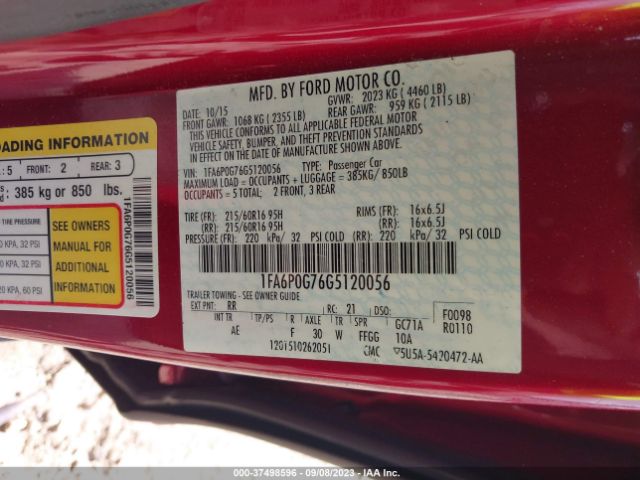 MFD. BY FORD MOTOR CO.
DATE: 10/15 GVWR: 2023 KG ( 4460 LB)
FRONT GAWR: 1068 KG ( 2355 LB) REAR GAWR: 959 KG ( 2115 LB)
THIS VEHICLE CONFORMS TO ALL APPLICABLE FEDERAL MOTOR
VEHICLE SAFETY, BUMPER, AND THEFT PREVENTION STANDARDS
IN EFFECT ON THE DATE OF MANUFACTURE SHOWN ABOVE.
VIN: 1FA6P0G76G5120056 TYPE: Passenger Car
MAXIMUM LOAD = OCCUPANTS + LUGGAGE = 385KG/ 850LB
OCCUPANTS = 5 TOTAL; 2 FRONT, 3 REAR
TIRE (FR): 215/60R16 95H RIMS (FR): 16x6.5J
(RR): 215/60R16 95H (RR): 16x6.5J
PRESSURE (FR): 220 kPA/ 32 PSI COLD (RR): 220 kPA/ 32 PSI COLD
1FA6P0G76G5120056
TRAILER TOWING - SEE OWNER GUIDE
EXT PNT: RR RC: 21 DSO: F0098
INT TR TP/PS R AXLE TR SPR GC71A R0110
AE F 30 FFGG 10A
W
1201510262051 CMC 5U5A-5420472-AA
LOADING INFORMATION
: 5 FRONT: 2 REAR: 3
385 kg or 850 lbs.
TIRE PRESSURE
KPA, 32 PSI
KPA, 32 PSI
KPA, 60 PSI
SEE OWNERS
MANUAL FOR
ADDITIONAL
INFORMATION
1FA6P0G76G5120056
000-37498596 - 09/08/2023 - IAA Inc.